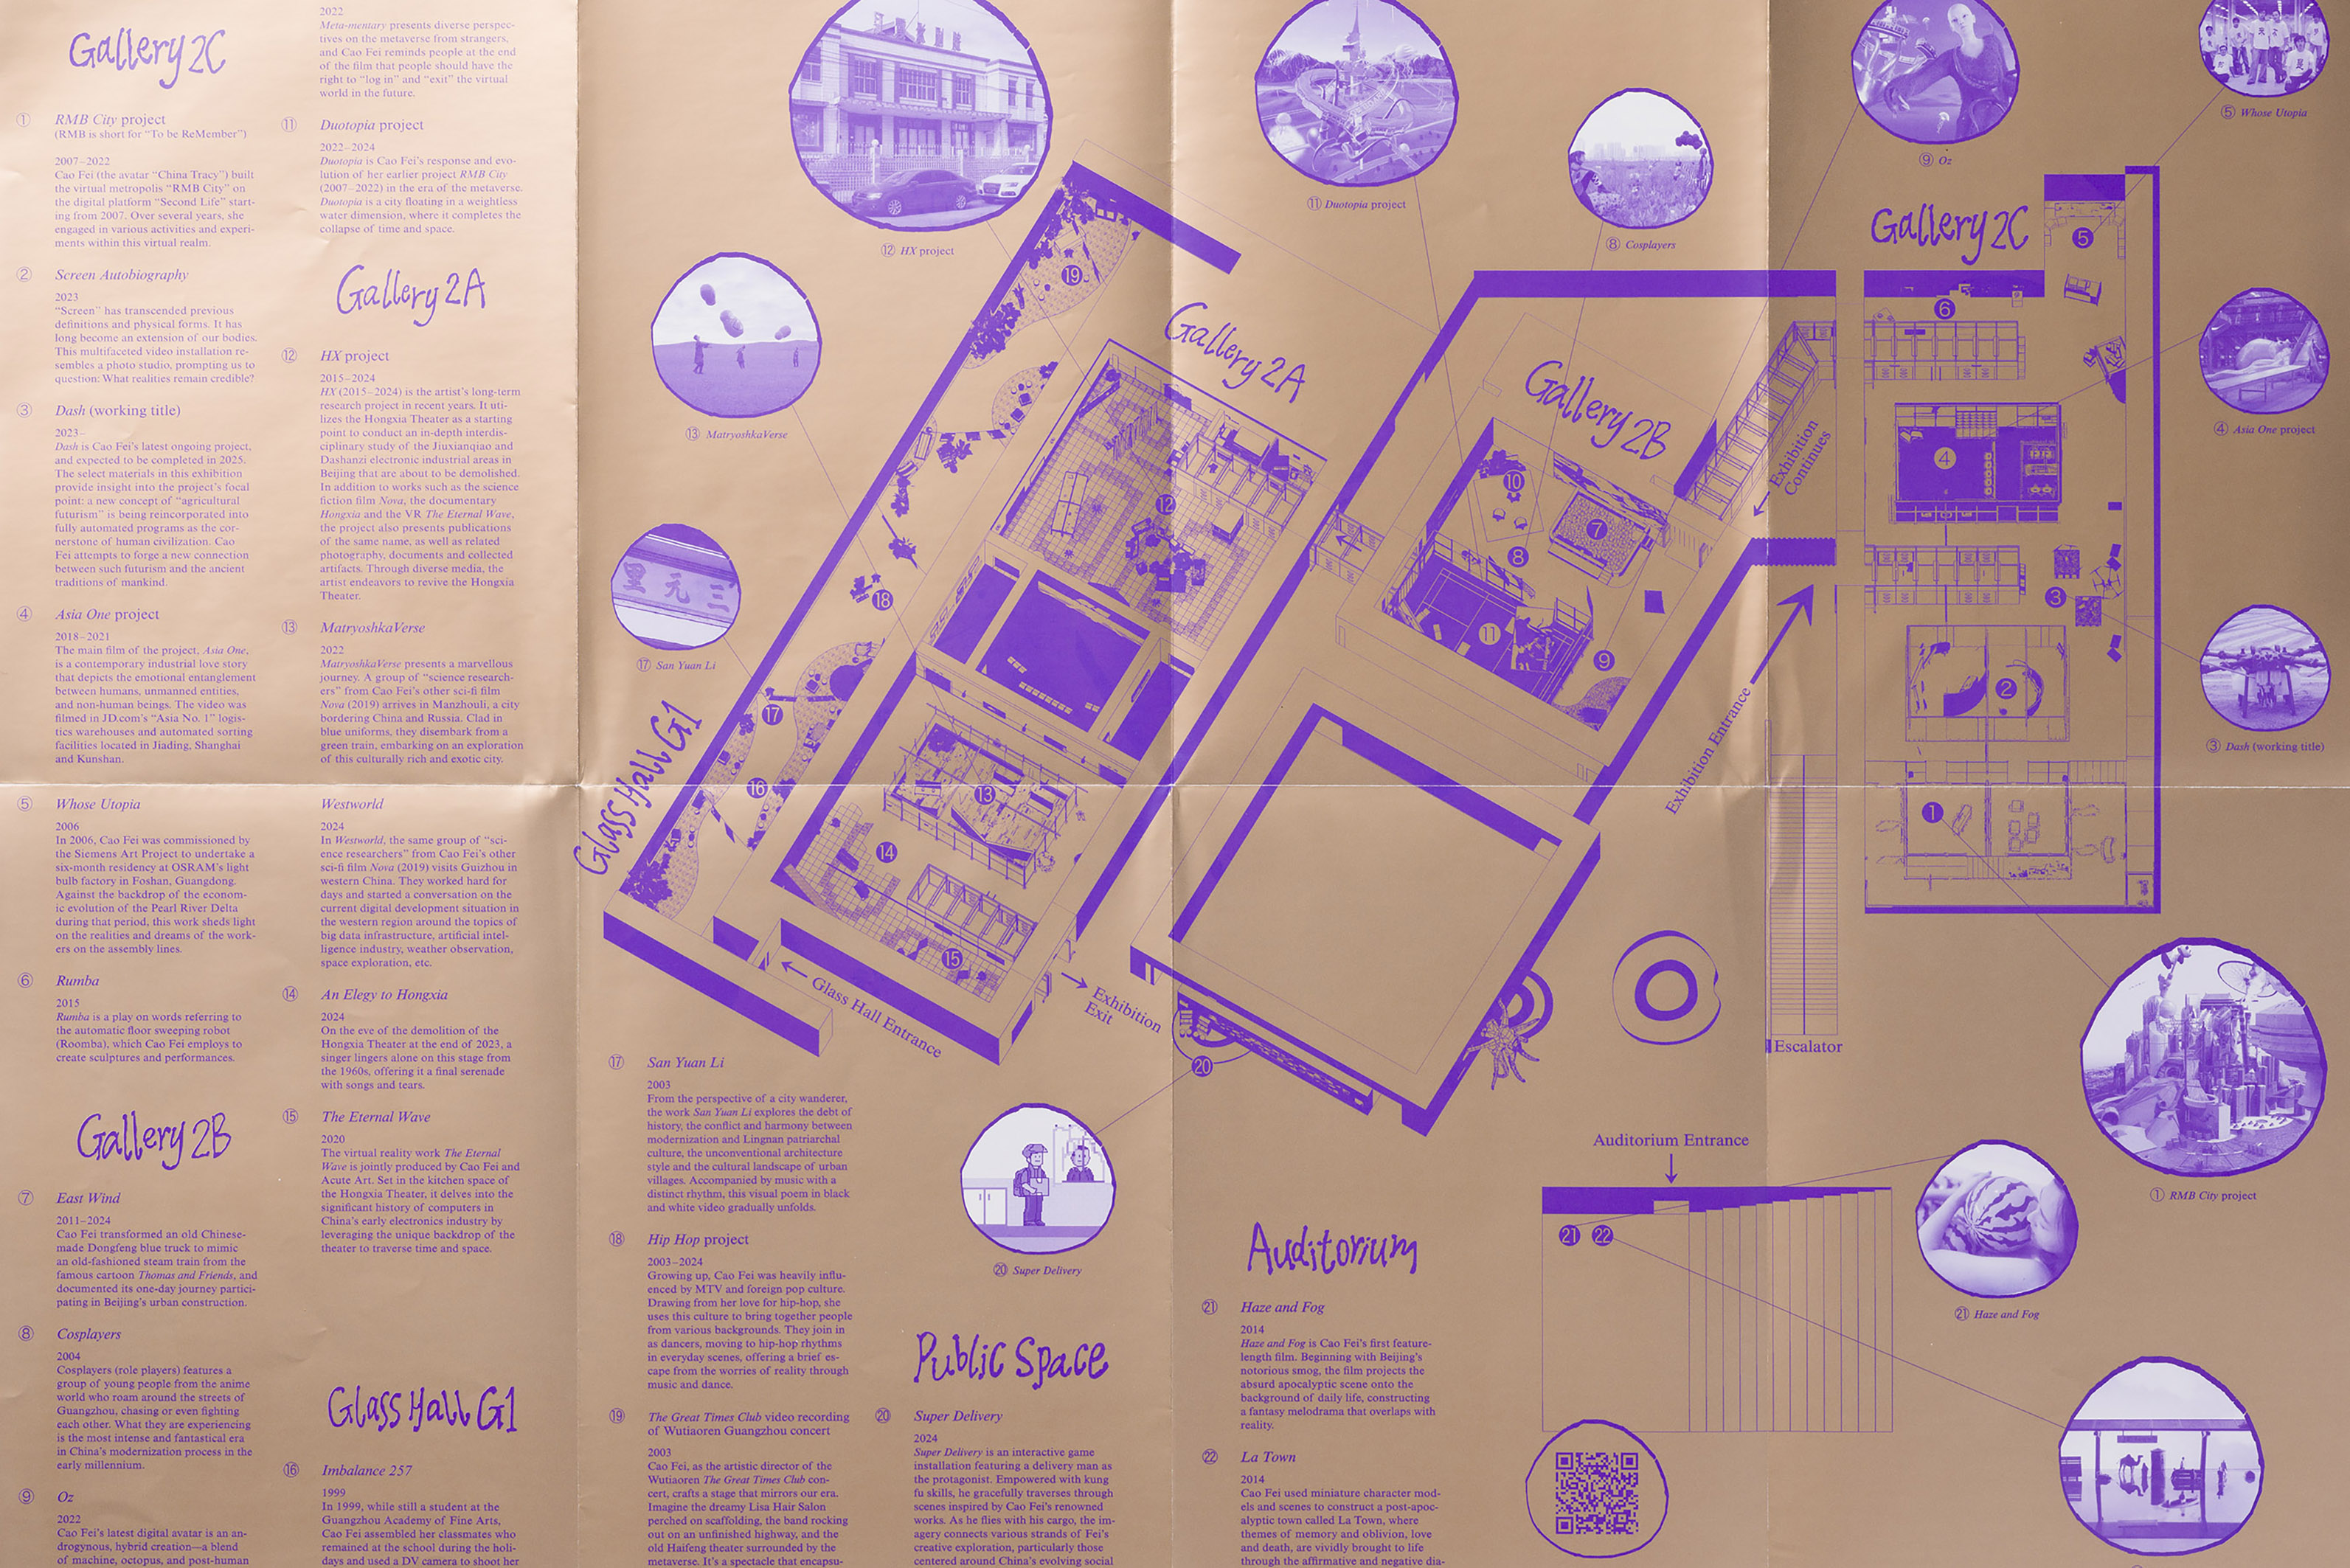 Gallery 2C
① RMB City project
(RMB is short for “To be ReMember”)
2007–2022
Cao Fei (the avatar “China Tracy”) built
the virtual metropolis “RMB City” on
the digital platform “Second Life” start-
ing from 2007. Over several years, she
engaged in various activities and experi-
ments within this virtual realm.
② Screen Autobiography
2023
“Screen” has transcended previous
definitions and physical forms. It has
long become an extension of our bodies.
This multifaceted video installation re-
sembles a photo studio, prompting us to
question: What realities remain credible?
③ Dash (working title)
2023–
Dash is Cao Fei’s latest ongoing project,
and expected to be completed in 2025.
The select materials in this exhibition
provide insight into the project’s focal
point: a new concept of “agricultural
futurism” is being reincorporated into
fully automated programs as the cor-
nerstone of human civilization. Cao
Fei attempts to forge a new connection
between such futurism and the ancient
traditions of mankind.
④ Asia One project
2018–2021
The main film of the project, Asia One,
is a contemporary industrial love story
that depicts the emotional entanglement
between humans, unmanned entities,
and non-human beings. The video was
filmed in JD.com’s “Asia No. 1” logis-
tics warehouses and automated sorting
facilities located in Jiading, Shanghai
and Kunshan.
⑤ Whose Utopia
2006
In 2006, Cao Fei was commissioned by
the Siemens Art Project to undertake a
six-month residency at OSRAM’s light
bulb factory in Foshan, Guangdong.
Against the backdrop of the econom-
ic evolution of the Pearl River Delta
during that period, this work sheds light
on the realities and dreams of the work-
ers on the assembly lines.
⑥ Rumba
2015
Rumba is a play on words referring to
the automatic floor sweeping robot
(Roomba), which Cao Fei employs to
create sculptures and performances.
Gallery 2B
⑦ East Wind
2011–2024
Cao Fei transformed an old Chinese-
made Dongfeng blue truck to mimic
an old-fashioned steam train from the
famous cartoon Thomas and Friends, and
documented its one-day journey partici-
pating in Beijing’s urban construction.
⑧ Cosplayers
2004
Cosplayers (role players) features a
group of young people from the anime
world who roam around the streets of
Guangzhou, chasing or even fighting
each other. What they are experiencing
is the most intense and fantastical era
in China’s modernization process in the
early millennium.
⑨ Oz
2022
Cao Fei’s latest digital avatar is an an-
drogynous, hybrid creation—a blend
of machine, octopus, and post-human
2022
Meta-mentary presents diverse perspec-
tives on the metaverse from strangers,
and Cao Fei reminds people at the end
of the film that people should have the
right to “log in” and “exit” the virtual
world in the future.
⑪ Duotopia project
2022–2024
Duotopia is Cao Fei’s response and evo-
lution of her earlier project RMB City
(2007–2022) in the era of the metaverse.
Duotopia is a city floating in a weightless
water dimension, where it completes the
collapse of time and space.
Gallery 2A
⑫ HX project
2015–2024
HX (2015–2024) is the artist’s long-term
research project in recent years. It uti-
lizes the Hongxia Theater as a starting
point to conduct an in-depth interdis-
ciplinary study of the Jiuxianqiao and
Dashanzi electronic industrial areas in
Beijing that are about to be demolished.
In addition to works such as the science
fiction film Nova, the documentary
Hongxia and the VR The Eternal Wave,
the project also presents publications
of the same name, as well as related
photography, documents and collected
artifacts. Through diverse media, the
artist endeavors to revive the Hongxia
Theater.
⑬ MatryoshkaVerse
2022
MatryoshkaVerse presents a marvellous
journey. A group of “science research-
ers” from Cao Fei’s other sci-fi film
Nova (2019) arrives in Manzhouli, a city
bordering China and Russia. Clad in
blue uniforms, they disembark from a
green train, embarking on an exploration
of this culturally rich and exotic city.
Westworld
2024
In Westworld, the same group of “sci-
ence researchers” from Cao Fei’s other
sci-fi film Nova (2019) visits Guizhou in
western China. They worked hard for
days and started a conversation on the
current digital development situation in
the western region around the topics of
big data infrastructure, artificial intel-
ligence industry, weather observation,
space exploration, etc.
⑭ An Elegy to Hongxia
2024
On the eve of the demolition of the
Hongxia Theater at the end of 2023, a
singer lingers alone on this stage from
the 1960s, offering it a final serenade
with songs and tears.
⑮ The Eternal Wave
2020
The virtual reality work The Eternal
Wave is jointly produced by Cao Fei and
Acute Art. Set in the kitchen space of
the Hongxia Theater, it delves into the
significant history of computers in
China’s early electronics industry by
leveraging the unique backdrop of the
theater to traverse time and space.
Glass Hall G1
⑯ Imbalance 257
1999
In 1999, while still a student at the
Guangzhou Academy of Fine Arts,
Cao Fei assembled her classmates who
remained at the school during the holi-
days and used a DV camera to shoot her
⑰ San Yuan Li
2003
From the perspective of a city wanderer,
the work San Yuan Li explores the debt of
history, the conflict and harmony between
modernization and Lingnan patriarchal
culture, the unconventional architecture
style and the cultural landscape of urban
villages. Accompanied by music with a
distinct rhythm, this visual poem in black
and white video gradually unfolds.
⑱ Hip Hop project
2003–2024
Growing up, Cao Fei was heavily influ-
enced by MTV and foreign pop culture.
Drawing from her love for hip-hop, she
uses this culture to bring together people
from various backgrounds. They join in
as dancers, moving to hip-hop rhythms
in everyday scenes, offering a brief es-
cape from the worries of reality through
music and dance.
⑲ The Great Times Club video recording
of Wutiaoren Guangzhou concert
2003
Cao Fei, as the artistic director of the
Wutiaoren The Great Times Club con-
cert, crafts a stage that mirrors our era.
Imagine the dreamy Lisa Hair Salon
perched on scaffolding, the band rocking
out on an unfinished highway, and the
old Haifeng theater surrounded by the
metaverse. It’s a spectacle that encapsu-
Public Space
⑳ Super Delivery
2024
Super Delivery is an interactive game
installation featuring a delivery man as
the protagonist. Empowered with kung
fu skills, he gracefully traverses through
scenes inspired by Cao Fei’s renowned
works. As he flies with his cargo, the im-
agery connects various strands of Fei’s
creative exploration, particularly those
centered around China’s evolving social
Auditorium
㉑ Haze and Fog
2014
Haze and Fog is Cao Fei’s first feature-
length film. Beginning with Beijing’s
notorious smog, the film projects the
absurd apocalyptic scene onto the
background of daily life, constructing
a fantasy melodrama that overlaps with
reality.
㉒ La Town
2014
Cao Fei used miniature character mod-
els and scenes to construct a post-apoc-
alyptic town called La Town, where
themes of memory and oblivion, love
and death, are vividly brought to life
through the affirmative and negative dia-
⑫ HX project
⑪ Duotopia project
⑧ Cosplayers
⑨ Oz
⑤ Whose Utopia
⑬ MatryoshkaVerse
④ Asia One project
里元三
⑰ San Yuan Li
③ Dash (working title)
① RMB City project
⑳ Super Delivery
㉑ Haze and Fog
Gallery 2A
Gallery 2B
Gallery 2C
Glass Hall G1
Exhibition
Continues
Exhibition Entrance
Glass Hall Entrance
Exhibition
Exit
Escalator
Auditorium Entrance
⑲
⑫
⑱
⑰
⑯
⑬
⑭
⑮
⑩
⑦
⑧
⑪
⑨
⑤
⑥
④
③
②
①
⑳
㉑ ㉒